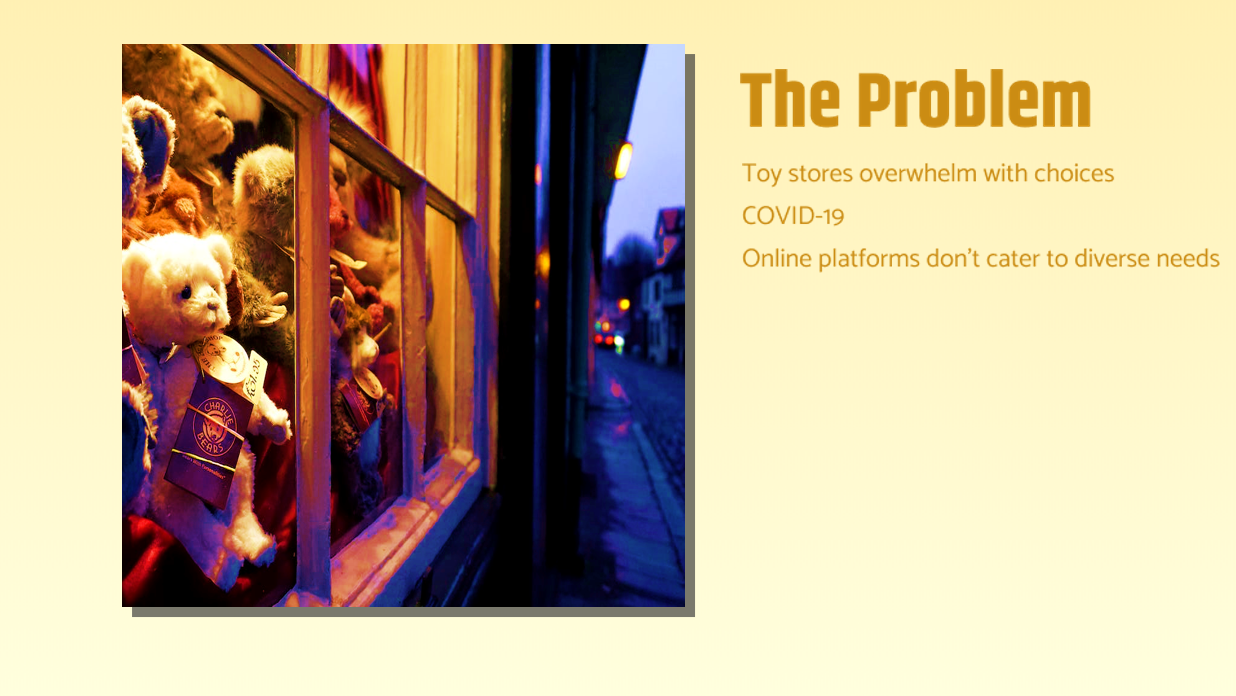 The Problem
Toy stores overwhelm with choices
COVID-19
Online platforms don't cater to diverse needs
CHARLIE
BEARS